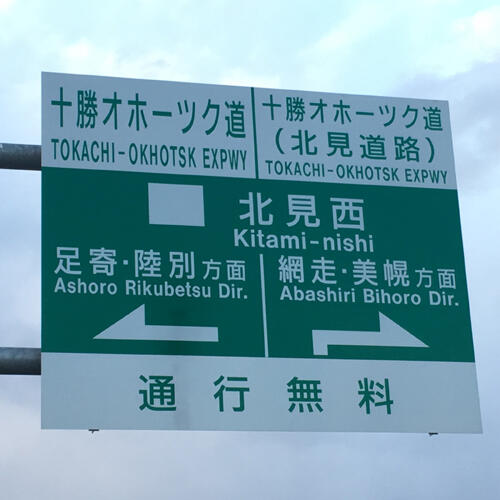 十勝オホーツク道
TOKACHI-OKHOTSK EXPWY
十勝オホーツク道
(北見道路)
TOKACHI-OKHOTSK EXPWY
北見西
Kitami-nishi
足寄・陸別方面
Ashoro Rikubetsu Dir.
網走・美幌方面
Abashiri Bihoro Dir.
通行無料